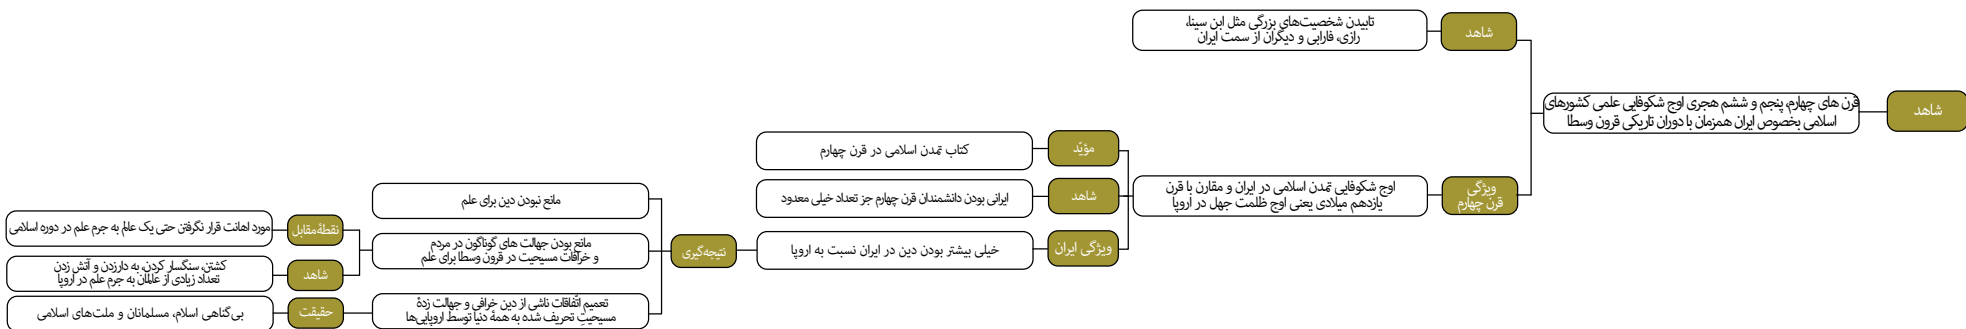 شاهد
قرن های چهارم، پنجم و ششم هجری اوج شکوفایی علمی کشورهای
اسلامی بخصوص ایران همزمان با دوران تاریکی قرون وسطا
شاهد
تابیدن شخصیت‌های بزرگی مثل ابن سینا،
رازی، فارابی و دیگران از سمت ایران
ویژگی
قرن چهارم
اوج شکوفایی تمدن اسلامی در ایران و مقارن با قرن
یازدهم میلادی یعنی اوج ظلمت جهل در اروپا
مؤیّد
کتاب تمدن اسلامی در قرن چهارم
شاهد
ایرانی بودن دانشمندان قرن چهارم جز تعداد خیلی معدود
ویژگی ایران
خیلی بیشتر بودن دین در ایران نسبت به اروپا
نتیجه‌گیری
مانع نبودن دین برای علم
مانع بودن جهالت های گوناگون در مردم
و خرافات مسیحیت در قرون وسطا برای علم
نقطهٔ مقابل
مورد اهانت قرار نگرفتن حتی یک عالم به جرم علم در دوره اسلامی
شاهد
کشتن، سنگسار کردن، به دار زدن و آتش زدن
تعداد زیادی از عالمان به جرم علم در اروپا
تعمیم اتّفاقات ناشی از دین خرافی و جهالت زدهٔ
مسیحیتِ تحریف شده به همهٔ دنیا توسط اروپایی‌ها
حقیقت
بی‌گناهی اسلام، مسلمانان و ملت‌های اسلامی